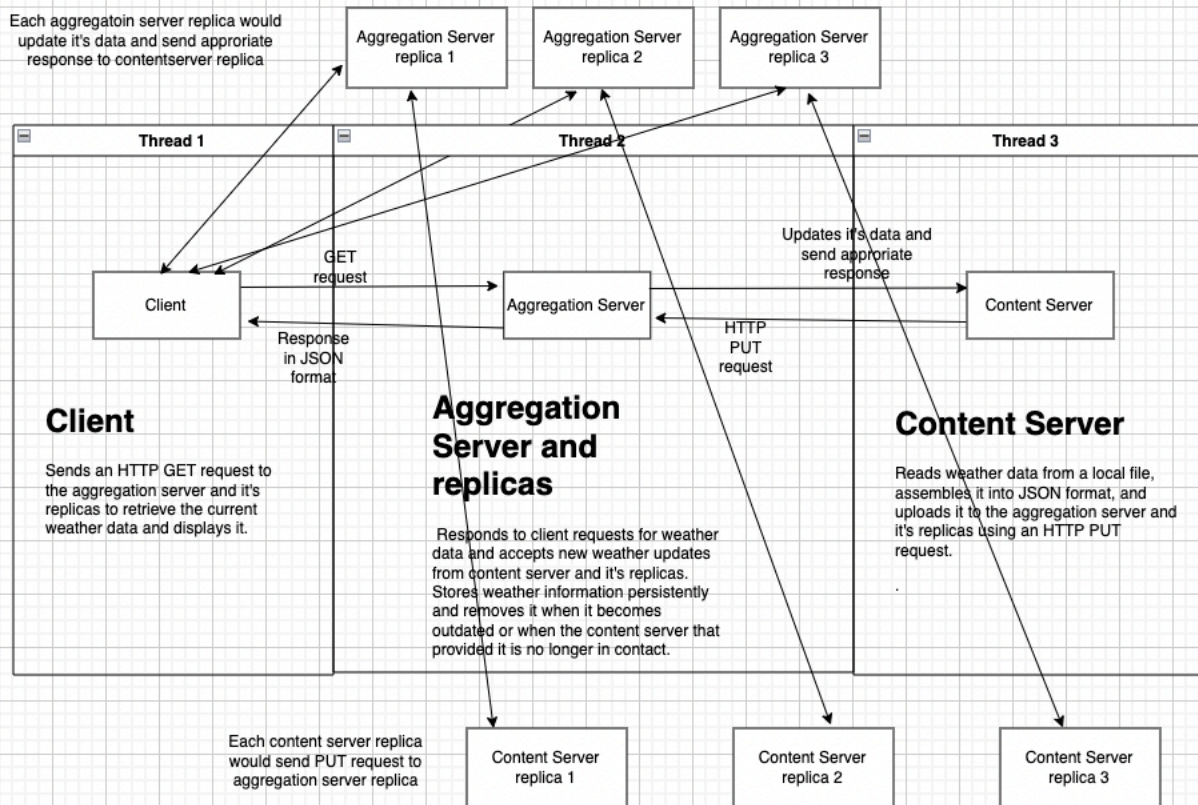 Each aggregatoin server replica would
update it's data and send approriate
response to contentserver replica
Aggregation Server
replica 1
Aggregation Server
replica 2
Aggregation Server
replica 3
Thread 1
Thread 2
Thread 3
GET
request
Updates it's data and
send approriate
response
Client
Aggregation Server
Content Server
Response
in JSON
format
HTTP
PUT
request
Client
Sends an HTTP GET request to
the aggregation server and it's
replicas to retrieve the current
weather data and displays it.
Aggregation
Server and
replicas
Responds to client requests for weather
data and accepts new weather updates
from content server and it's replicas.
Stores weather information persistently
and removes it when it becomes
outdated or when the content server that
provided it is no longer in contact.
Content Server
Reads weather data from a local file,
assembles it into JSON format, and
uploads it to the aggregation server and
it's replicas using an HTTP PUT
request.
.
Each content server replica
would send PUT request to
aggregation server replica
Content Server
replica 1
Content Server
replica 2
Content Server
replica 3